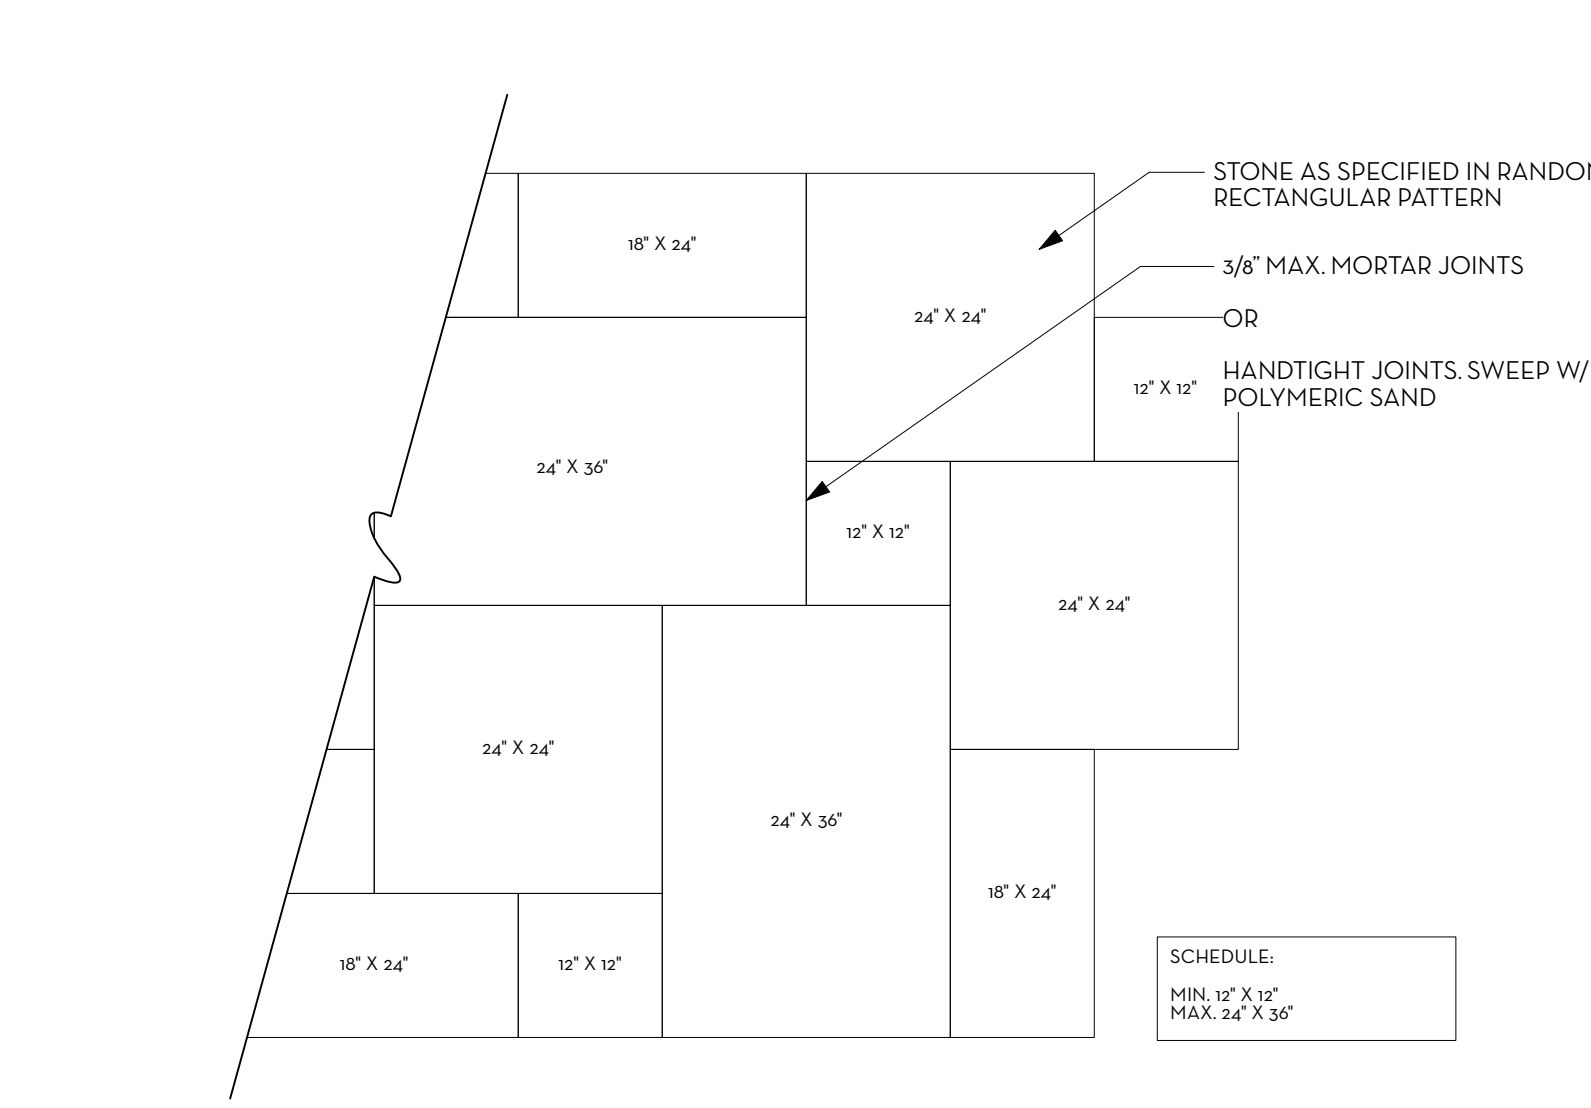 STONE AS SPECIFIED IN RANDOM
RECTANGULAR PATTERN
18" X 24"
3/8” MAX. MORTAR JOINTS
24" X 24"
OR
HANDTIGHT JOINTS. SWEEP W/
12" X 12"
POLYMERIC SAND
24" X 36"
12" X 12"
24" X 24"
24" X 24"
24" X 36"
18" X 24"
18" X 24"
12" X 12"
SCHEDULE:
MIN. 12" X 12"
MAX. 24" X 36"